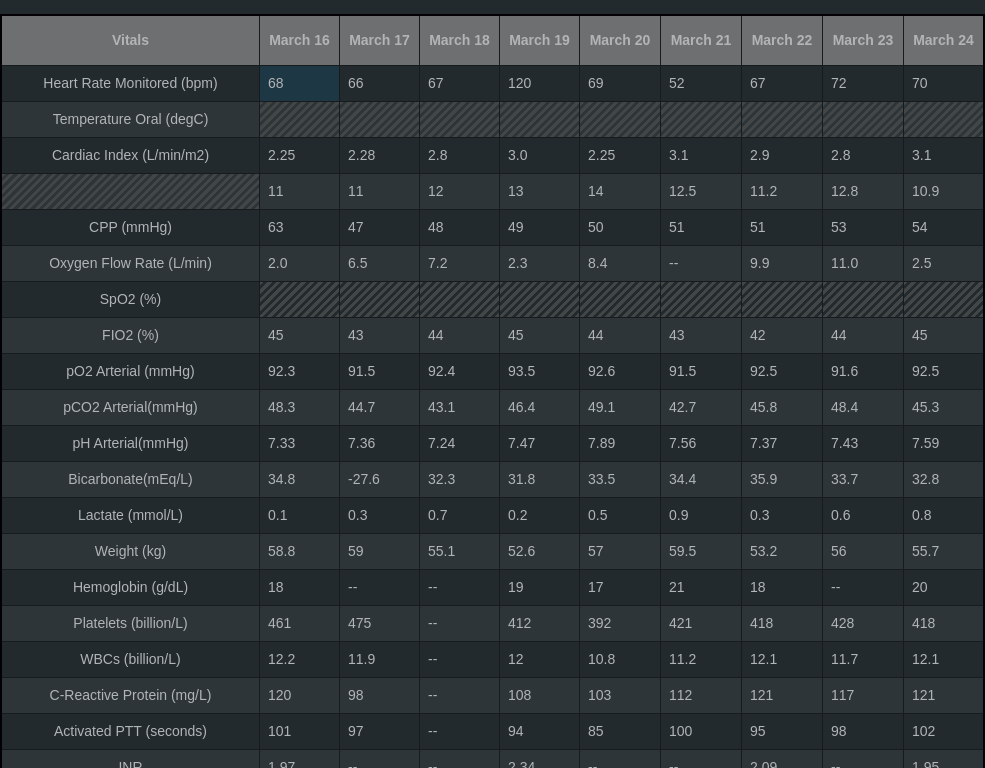 Vitals March 16 March 17 March 18 March 19 March 20 March 21 March 22 March 23 March 24
Heart Rate Monitored (bpm) 68 66 67 120 69 52 67 72 70
Temperature Oral (degC)
Cardiac Index (L/min/m2) 2.25 2.28 2.8 3.0 2.25 3.1 2.9 2.8 3.1
11 11 12 13 14 12.5 11.2 12.8 10.9
CPP (mmHg) 63 47 48 49 50 51 51 53 54
Oxygen Flow Rate (L/min) 2.0 6.5 7.2 2.3 8.4 -- 9.9 11.0 2.5
SpO2 (%)
FIO2 (%) 45 43 44 45 44 43 42 44 45
pO2 Arterial (mmHg) 92.3 91.5 92.4 93.5 92.6 91.5 92.5 91.6 92.5
pCO2 Arterial(mmHg) 48.3 44.7 43.1 46.4 49.1 42.7 45.8 48.4 45.3
pH Arterial(mmHg) 7.33 7.36 7.24 7.47 7.89 7.56 7.37 7.43 7.59
Bicarbonate(mEq/L) 34.8 -27.6 32.3 31.8 33.5 34.4 35.9 33.7 32.8
Lactate (mmol/L) 0.1 0.3 0.7 0.2 0.5 0.9 0.3 0.6 0.8
Weight (kg) 58.8 59 55.1 52.6 57 59.5 53.2 56 55.7
Hemoglobin (g/dL) 18 -- -- 19 17 21 18 -- 20
Platelets (billion/L) 461 475 -- 412 392 421 418 428 418
WBCs (billion/L) 12.2 11.9 -- 12 10.8 11.2 12.1 11.7 12.1
C-Reactive Protein (mg/L) 120 98 -- 108 103 112 121 117 121
Activated PTT (seconds) 101 97 -- 94 85 100 95 98 102
INR 1.97 -- -- 2.34 -- -- 2.09 -- 1.95